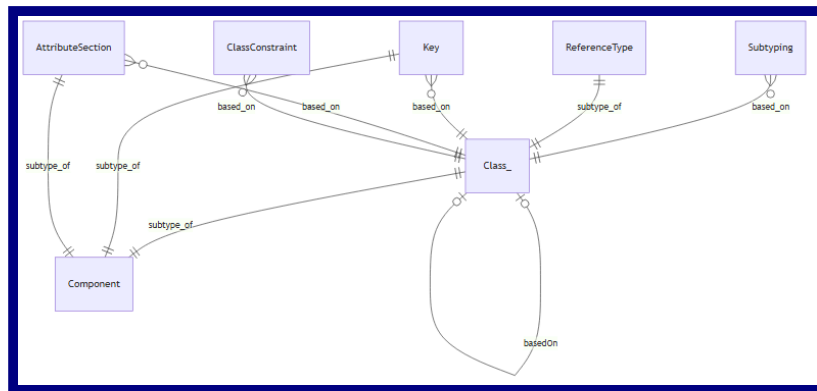 AttributeSection
ClassConstraint
Key
ReferenceType
Subtyping
based_on
based_on
based_on
subtype_of
based_on
Class_
subtype_of
subtype_of
subtype_of
Component
basedOn